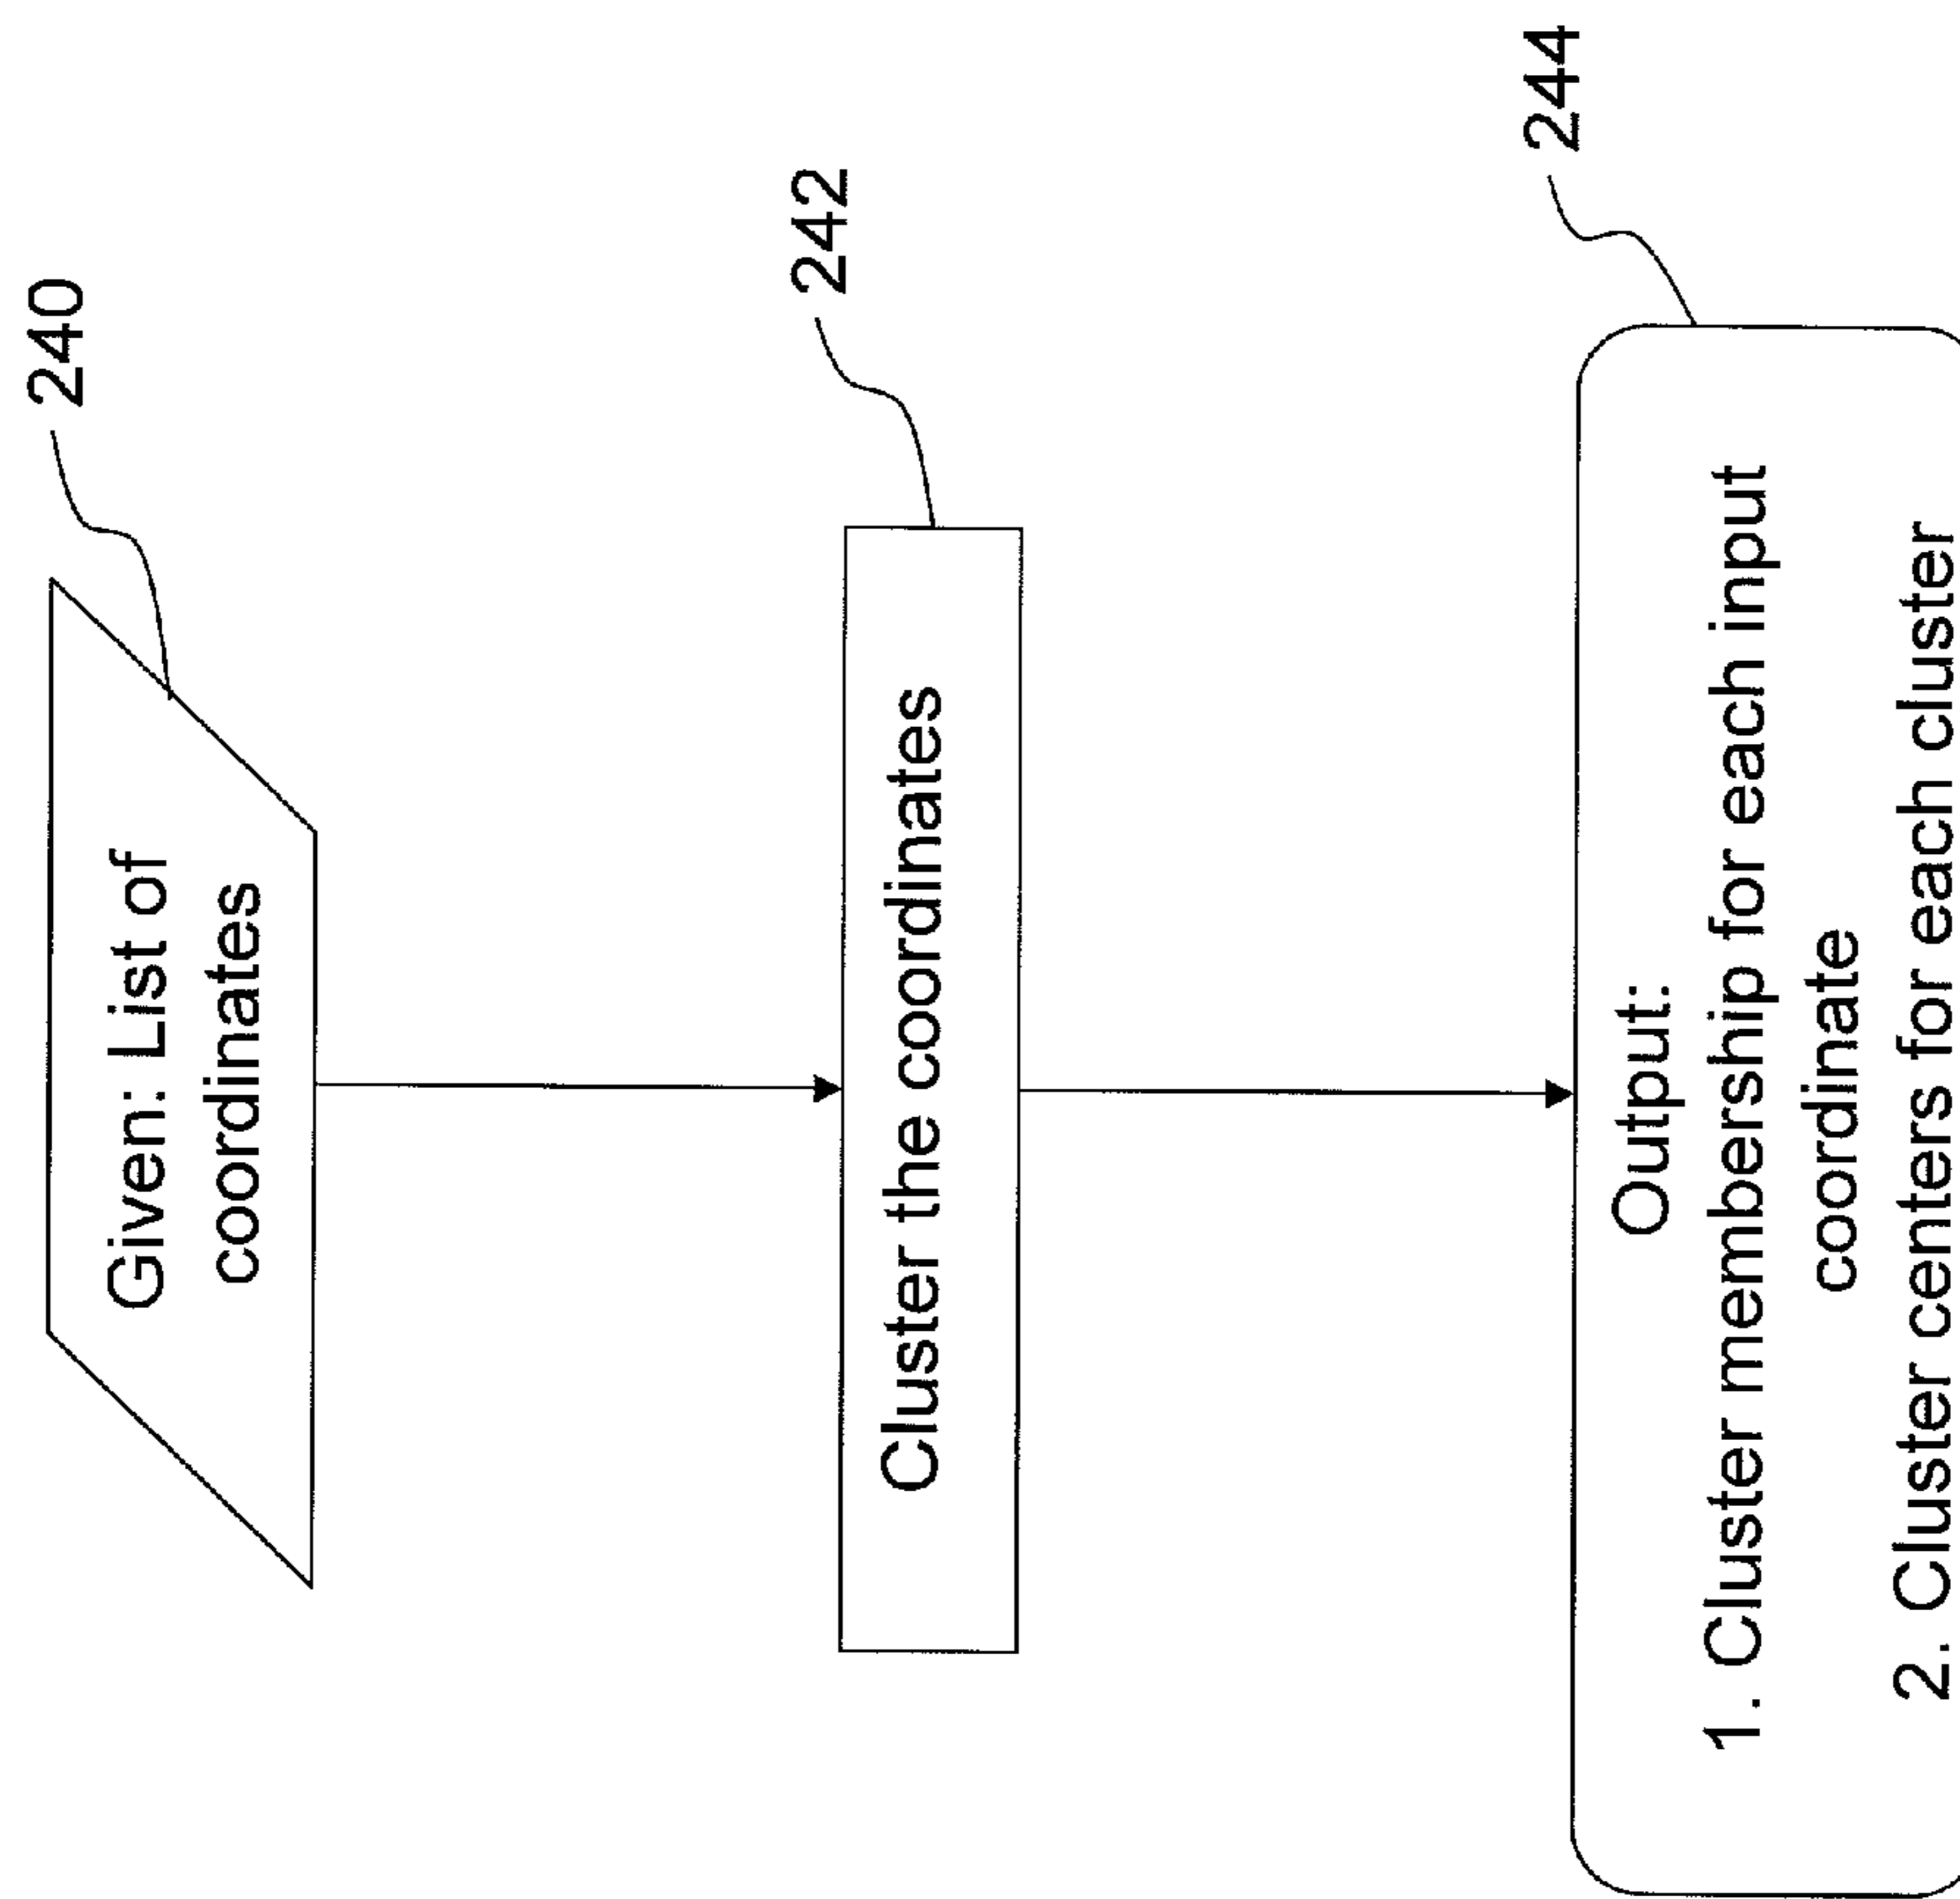 240
Given: List of
coordinates
242
Cluster the coordinates
244
Output:
1. Cluster membership for each input
coordinate
2. Cluster centers for each cluster